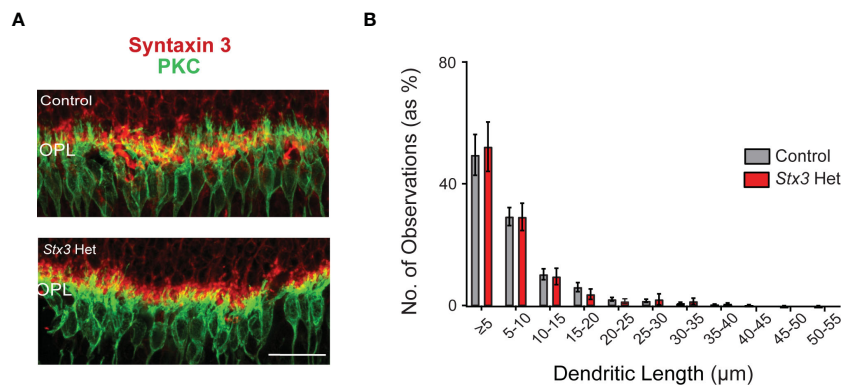 A
Syntaxin 3
PKC
Control
OPL
Stx3 Het
OPL
B
No. of Observations (as %)
80
40
0
Control
Stx3 Het
≥5
5-10
10-15
15-20
20-25
25-30
30-35
35-40
40-45
45-50
50-55
Dendritic Length (µm)